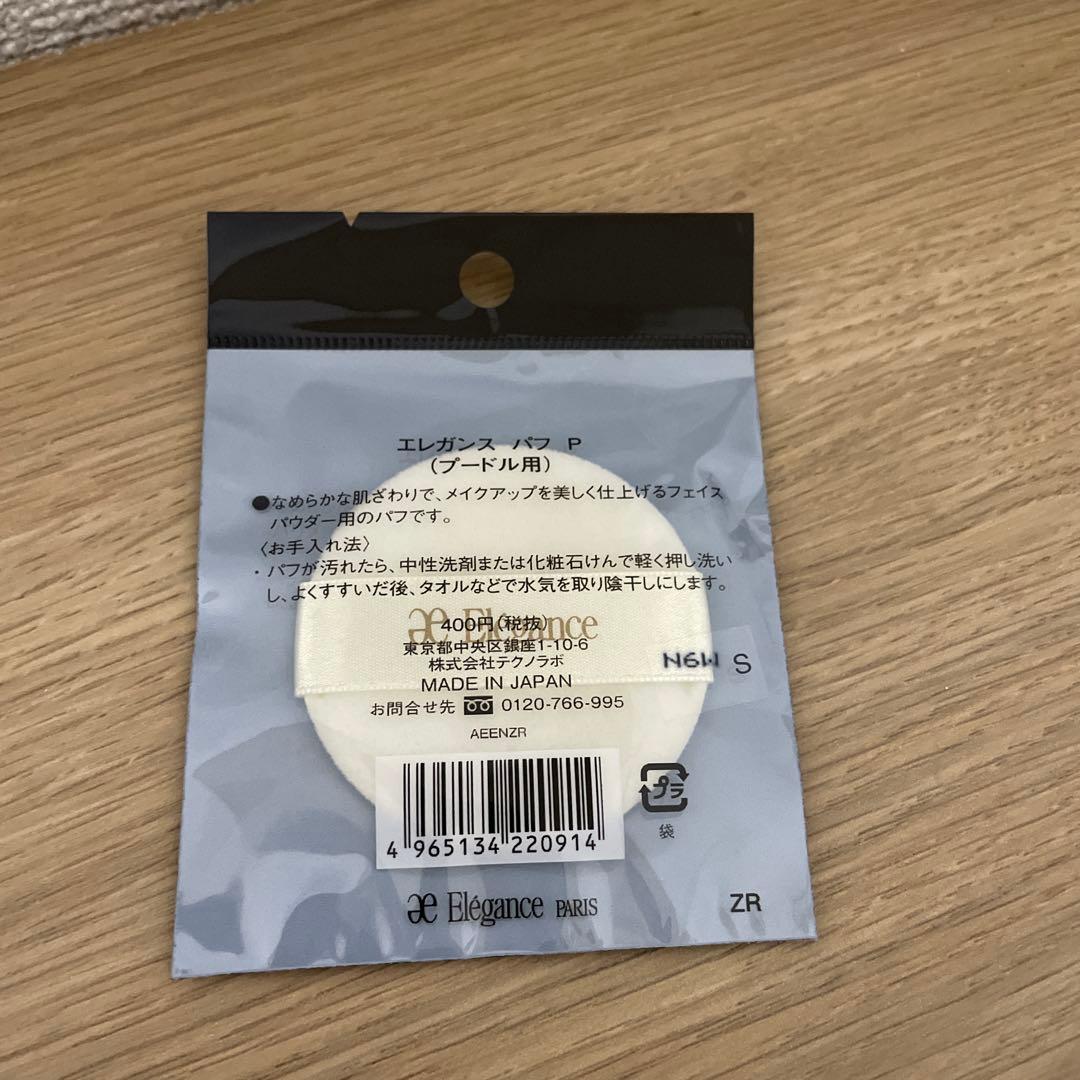 エレガンス パフ P
(プードル用)
●なめらかな肌ざわりで、メイクアップを美しく仕上げるフェイス
パウダー用のパフです。
〈お手入れ法〉
・パフが汚れたら、中性洗剤または化粧石けんで軽く押し洗い
し、よくすすいだ後、タオルなどで水気を取り陰干しにします。
æ Elégance
400円(税抜)
東京都中央区銀座1-10-6
株式会社テクノラボ
S
MADE IN JAPAN
お問合せ先 0120-766-995
AEENZR
プラ
袋
4 965134 220914
æ Elégance PARIS
ZR